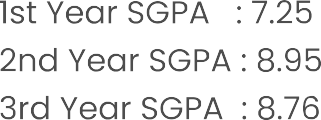 1st Year SGPA : 7.25
2nd Year SGPA : 8.95
3rd Year SGPA : 8.76